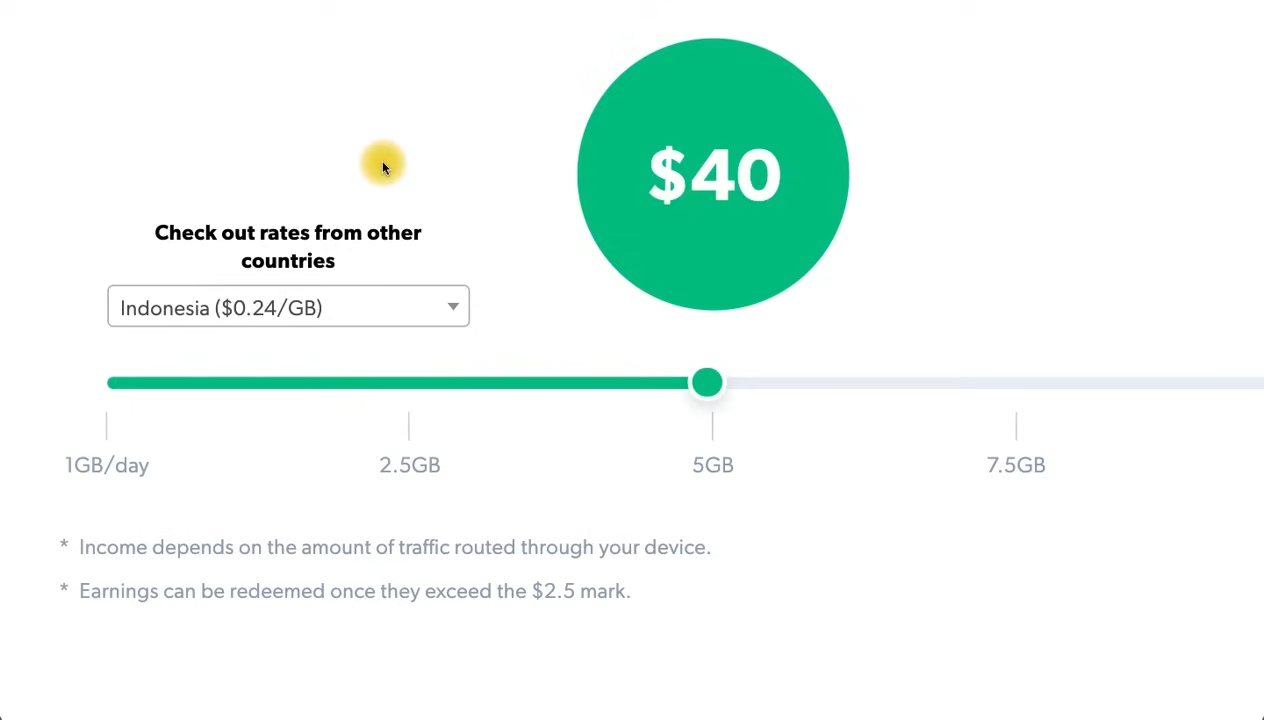 $40
Check out rates from other
countries
Indonesia ($0.24/GB)
1GB/day
2.5GB
5GB
7.5GB
* Income depends on the amount of traffic routed through your device.
* Earnings can be redeemed once they exceed the $2.5 mark.